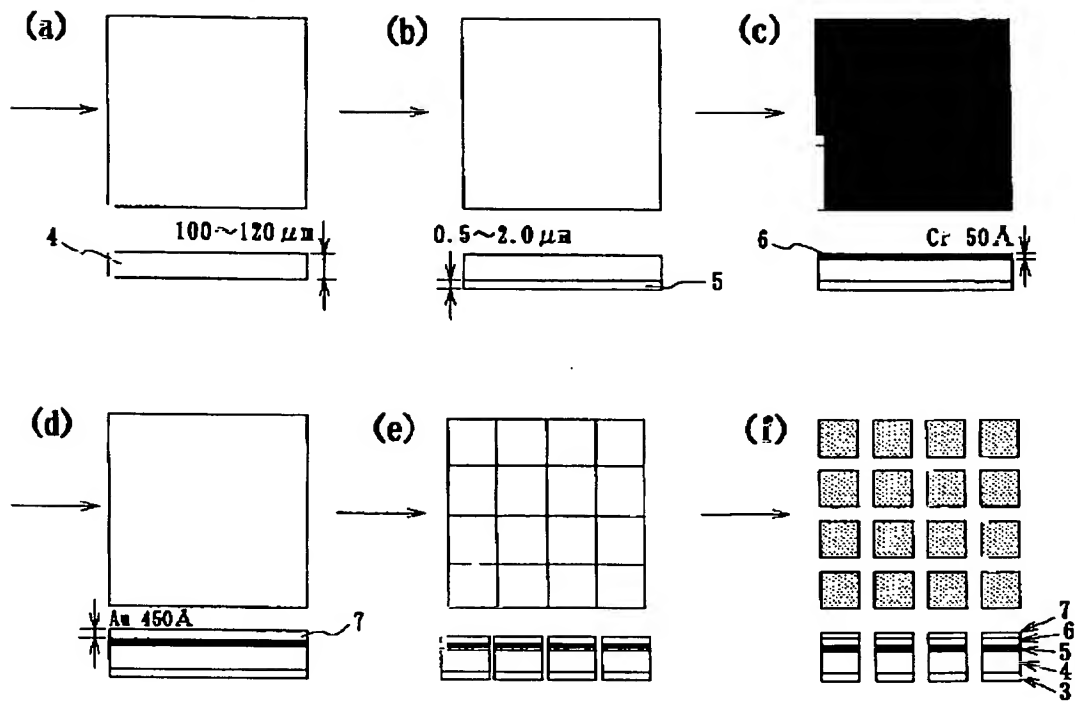 (a)
(b)
(c)
4
100~120 μm
0.5~2.0 μm
5
6
Cr 50Å
(d)
(e)
(f)
Au 450Å
7
7
6
5
4
3